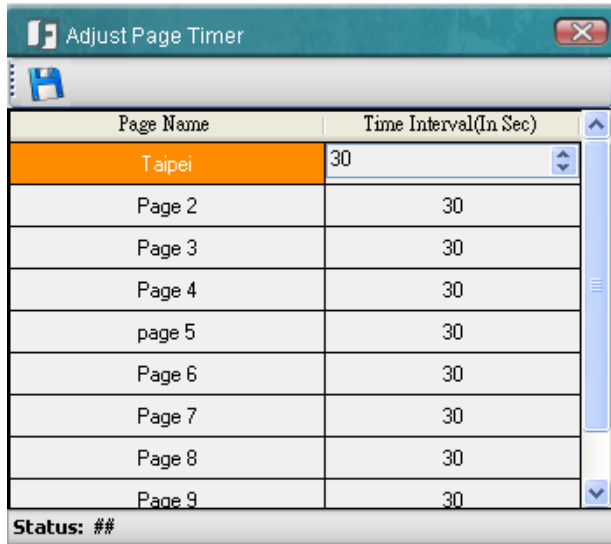 Adjust Page Timer
Page Name Time Interval(In Sec)
Taipei 30
Page 2 30
Page 3 30
Page 4 30
page 5 30
Page 6 30
Page 7 30
Page 8 30
Page 9 30
Status: ##